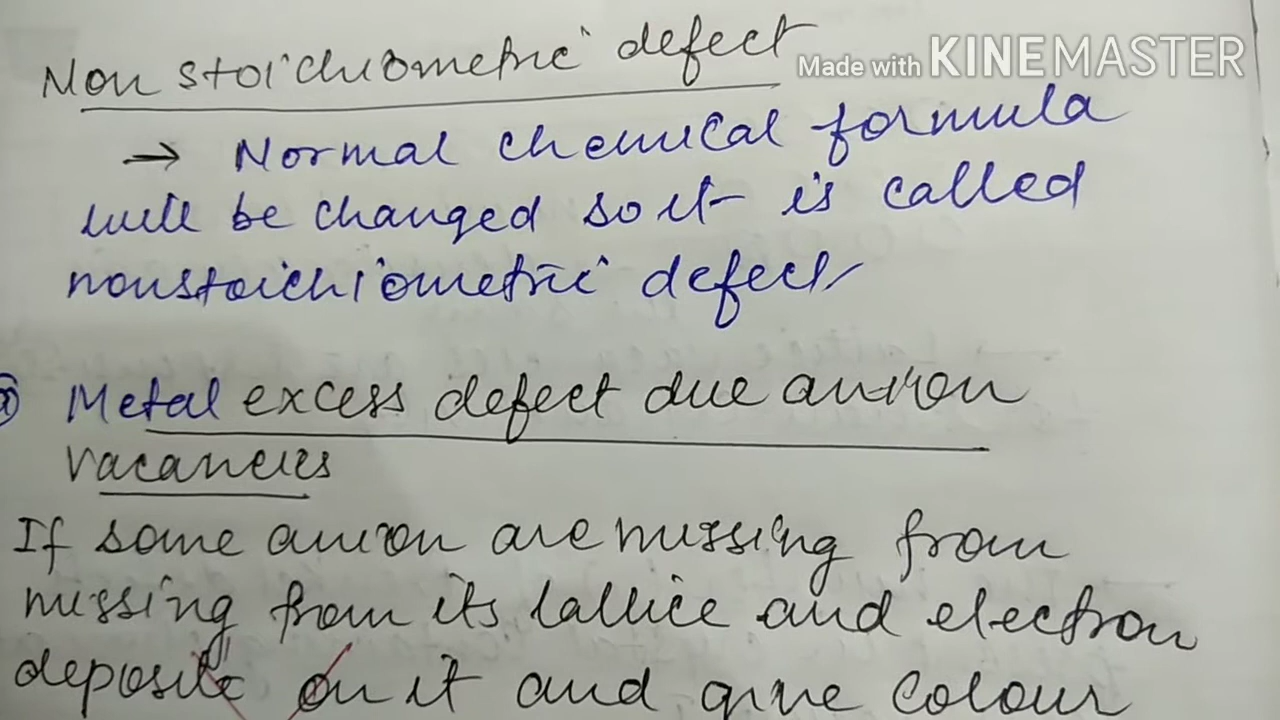 Non stoichiometric defect
Made with KINEMASTER
→ Normal chemical formula
will be changed so it is called
nonstoichiometric defect
Metal excess defect due anion
vacancies
If some anion are missing from
missing from its lattice and electron
deposite on it and give colour